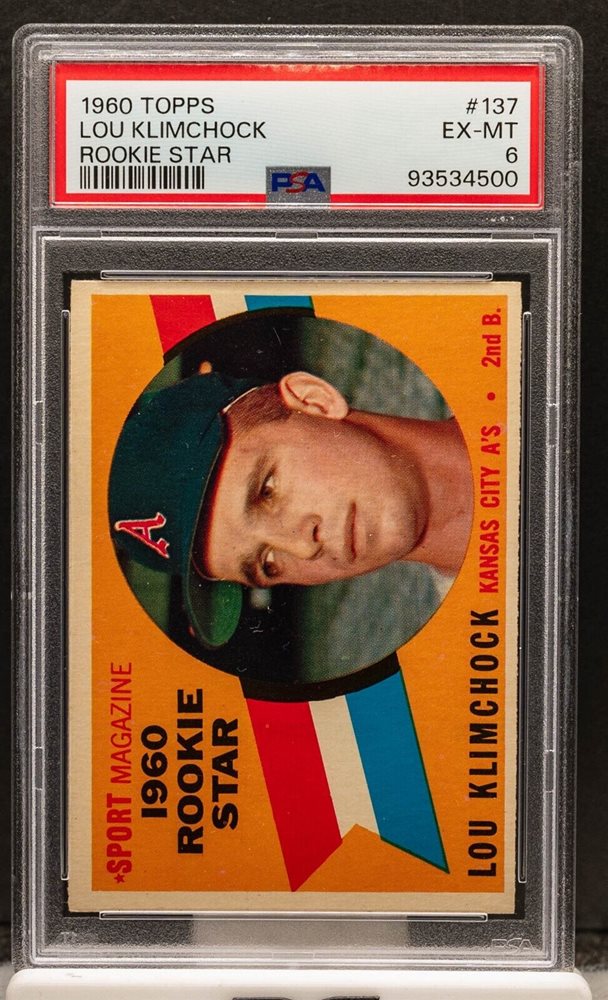 1960 TOPPS #137
LOU KLIMCHOCK EX-MT
ROOKIE STAR 6
PSA 93534500
A
★SPORT MAGAZINE
1960
ROOKIE
STAR
LOU KLIMCHOCK KANSAS CITY A'S • 2nd B.
PSA